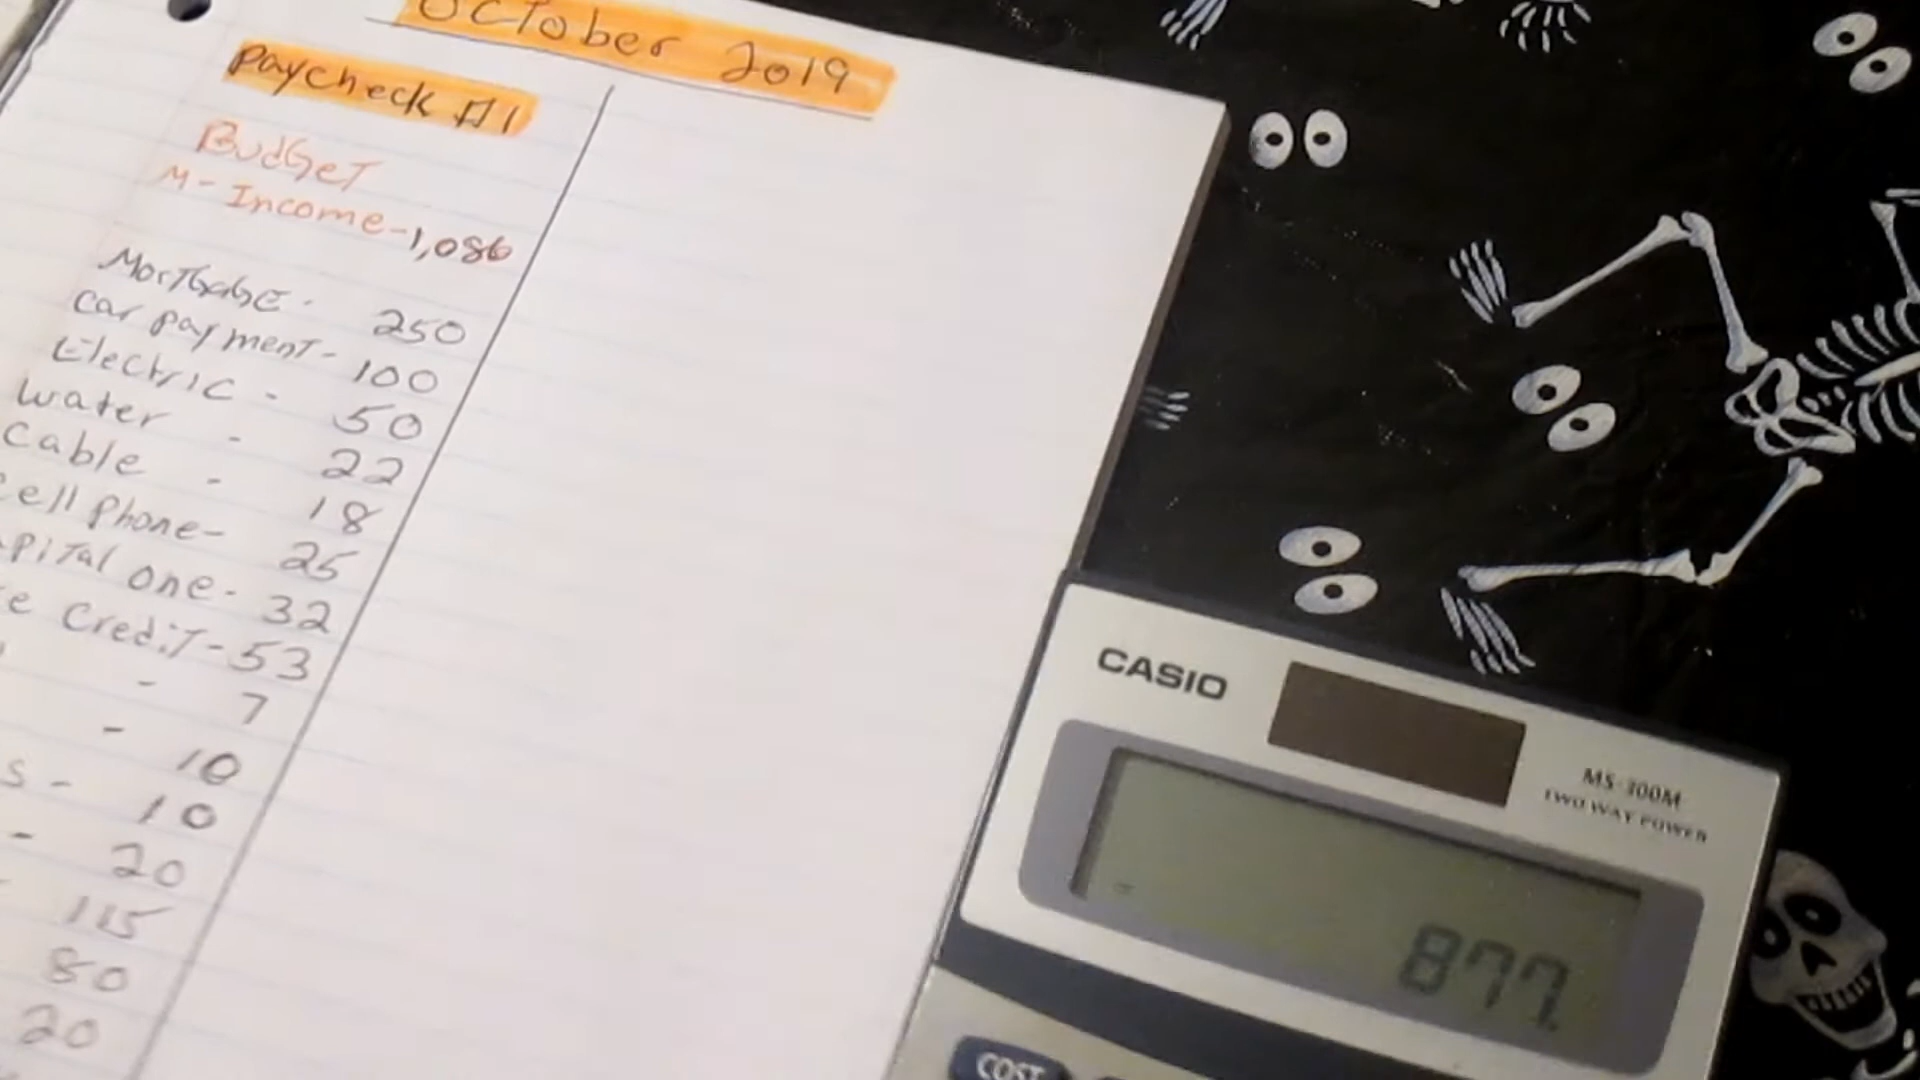 October 2019
Paycheck #1
Budget
M-Income-1,086
Mortgage - 250
Car payment - 100
Electric - 50
Water - 22
Cable - 18
Cell Phone- 25
pital one- 32
e Credit-53
- 7
- 10
s - 10
- 20
- 115
80
20
CASIO
MS-300M
TWO WAY POWER
877.
COST